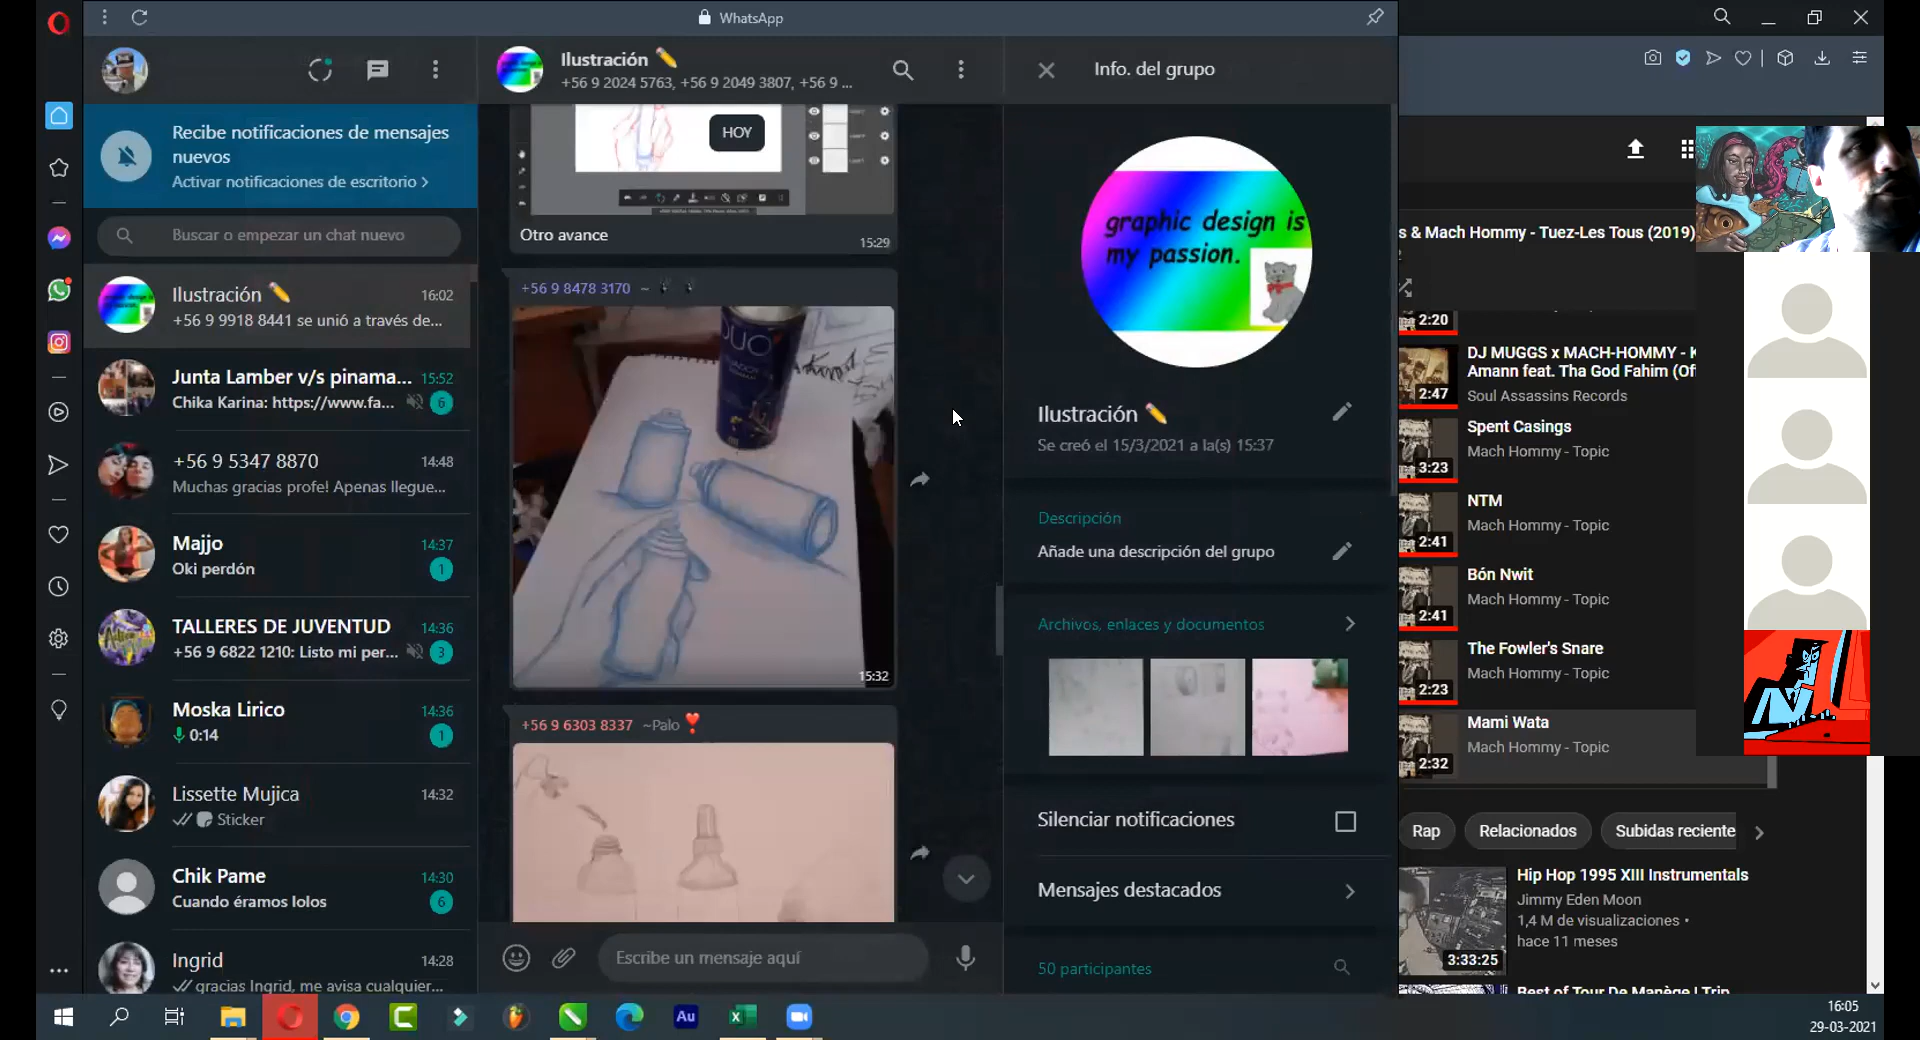 WhatsApp
Recibe notificaciones de mensajes
nuevos
Activar notificaciones de escritorio >
Buscar o empezar un chat nuevo
Ilustración ✏️ 16:02
+56 9 9918 8441 se unió a través de...
Junta Lamber v/s pinama... 15:52
Chika Karina: https://www.fa... 6
+56 9 5347 8870 14:48
Muchas gracias profe! Apenas llegue...
Majjo 14:37
Oki perdón 1
TALLERES DE JUVENTUD 14:36
+56 9 6822 1210: Listo mi per... 3
Moska Lirico 14:36
0:14 1
Lissette Mujica 14:32
Sticker
Chik Pame 14:30
Cuando éramos lolos 6
Ingrid 14:28
gracias Ingrid, me avisa cualquier...
Ilustración ✏️
+56 9 2024 5763, +56 9 2049 3807, +56 9 ...
HOY
Otro avance
15:29
+56 9 8478 3170 ~
DUO
15:32
+56 9 6303 8337 ~Palo ❣️
Escribe un mensaje aquí
Info. del grupo
graphic design is
my passion.
Ilustración ✏️
Se creó el 15/3/2021 a la(s) 15:37
Descripción
Añade una descripción del grupo
Archivos, enlaces y documentos
Silenciar notificaciones
Mensajes destacados
50 participantes
s & Mach Hommy - Tuez-Les Tous (2019)
2:20
DJ MUGGS x MACH-HOMMY - K
Amann feat. Tha God Fahim (Of
Soul Assassins Records
2:47
Spent Casings
Mach Hommy - Topic
3:23
NTM
Mach Hommy - Topic
2:41
Bón Nwit
Mach Hommy - Topic
2:41
The Fowler's Snare
Mach Hommy - Topic
2:23
Mami Wata
Mach Hommy - Topic
2:32
Rap
Relacionados
Subidas reciente
Hip Hop 1995 XIII Instrumentals
Jimmy Eden Moon
1,4 M de visualizaciones •
hace 11 meses
3:33:25
Best of Tour De Manège | Trip
Au
16:05
29-03-2021